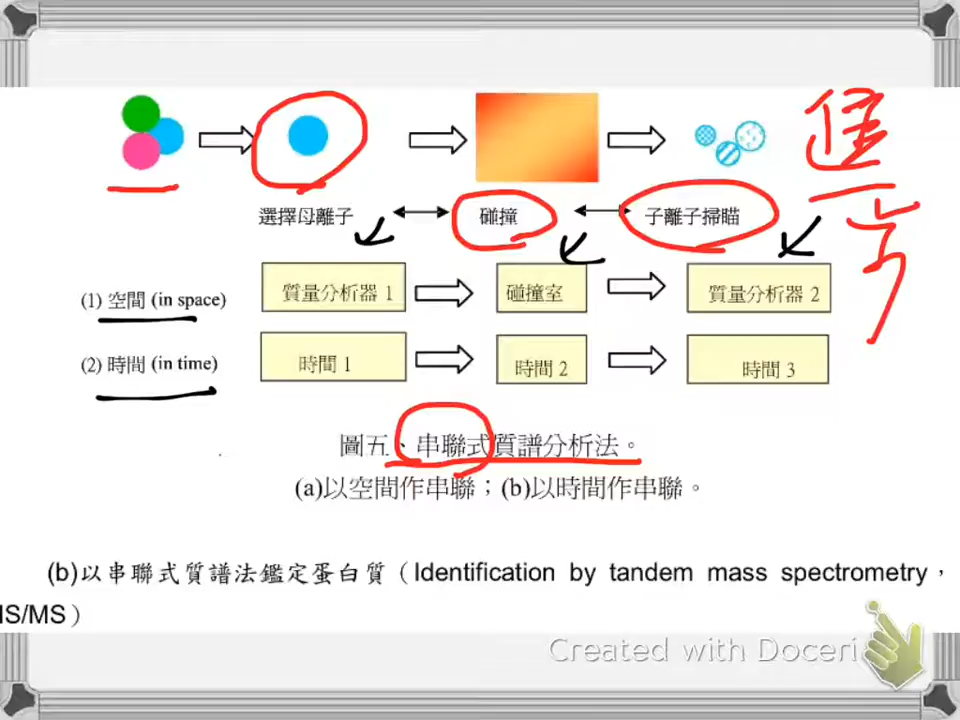 進步
選擇母離子
碰撞
子離子掃瞄
(1) 空間 (in space)
質量分析器 1
碰撞室
質量分析器 2
(2) 時間 (in time)
時間 1
時間 2
時間 3
圖五、串聯式質譜分析法。
(a)以空間作串聯；(b)以時間作串聯。
(b)以串聯式質譜法鑑定蛋白質（Identification by tandem mass spectrometry，
IS/MS）
Created with Doceri